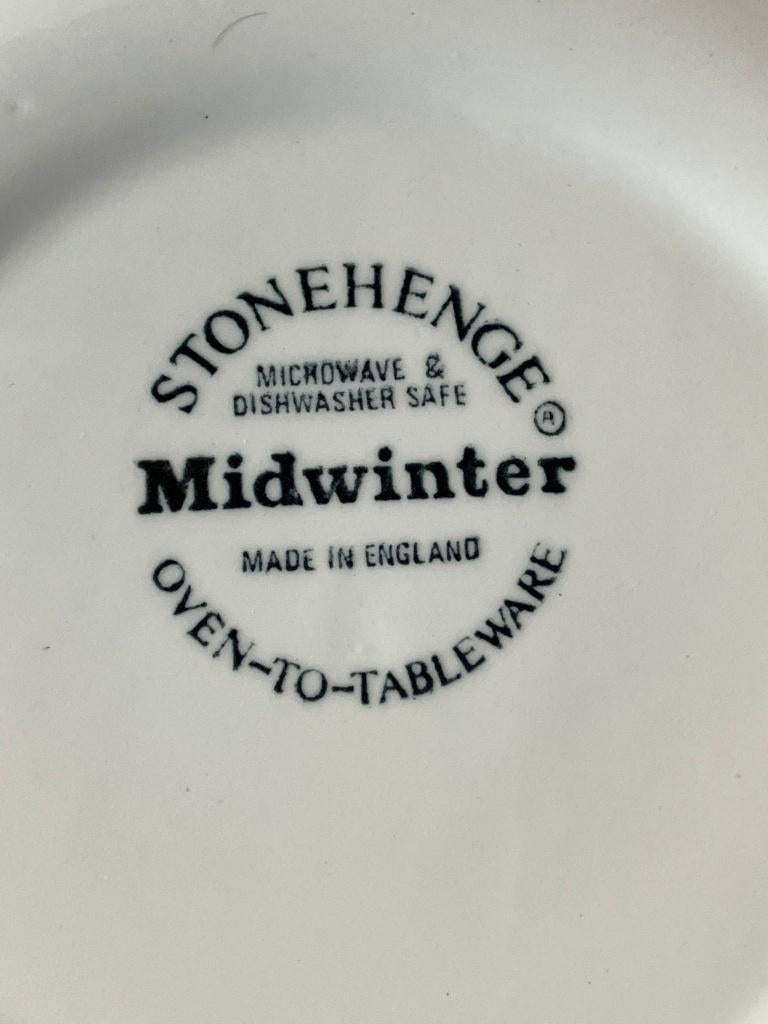 STONEHENGE®
MICROWAVE &
DISHWASHER SAFE
Midwinter
MADE IN ENGLAND
OVEN-TO-TABLEWARE